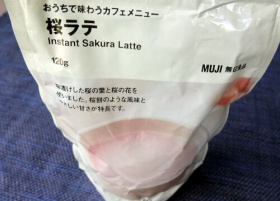 おうちで味わうカフェメニュー
桜ラテ
Instant Sakura Latte
120g
MUJI 無印良品
塩漬けした桜の葉と桜の花を
使いました。桜餅のような風味と
やさしい甘さが特長です。